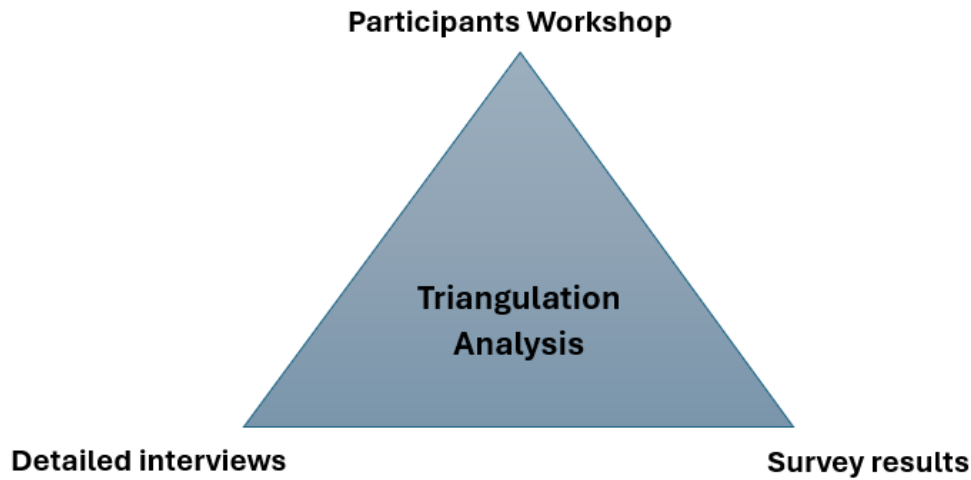 Participants Workshop
Triangulation
Analysis
Detailed interviews
Survey results